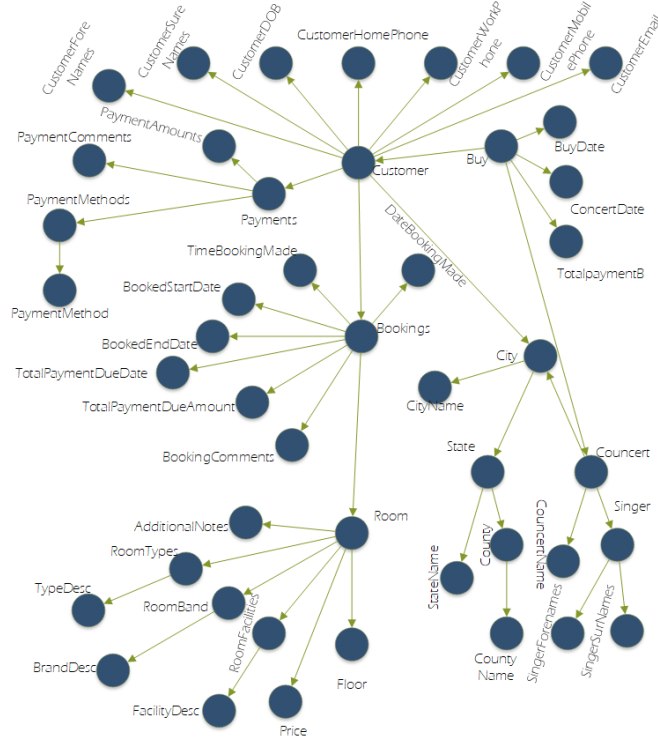 CustomerFore
Names
CustomerSure
Names
CustomerDOB
CustomerHomePhone
CustomerWorkP
hone
CustomerMobil
ePhone
CustomerEmail
PaymentComments
PaymentAmounts
Customer
Buy
BuyDate
PaymentMethods
Payments
ConcertDate
TotalpaymentB
TimeBookingMade
DateBookingMade
PaymentMethod
BookedStartDate
Bookings
BookedEndDate
City
TotalPaymentDueDate
CityName
TotalPaymentDueAmount
BookingComments
State
Councert
Singer
AdditionalNotes
Room
RoomTypes
County
CouncertName
StateName
TypeDesc
RoomBand
RoomFacilities
SingerForenames
SingerSurNames
BrandDesc
Floor
County
Name
FacilityDesc
Price